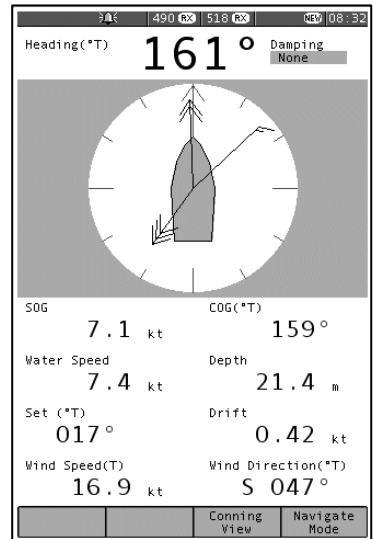 490 RX 518 RX NEW 08:32
Heading(°T) 161° Damping
None
SOG COG(°T)
7.1 kt 159°
Water Speed Depth
7.4 kt 21.4 m
Set (°T) Drift
017° 0.42 kt
Wind Speed(T) Wind Direction(°T)
16.9 kt S 047°
Conning View Navigate Mode